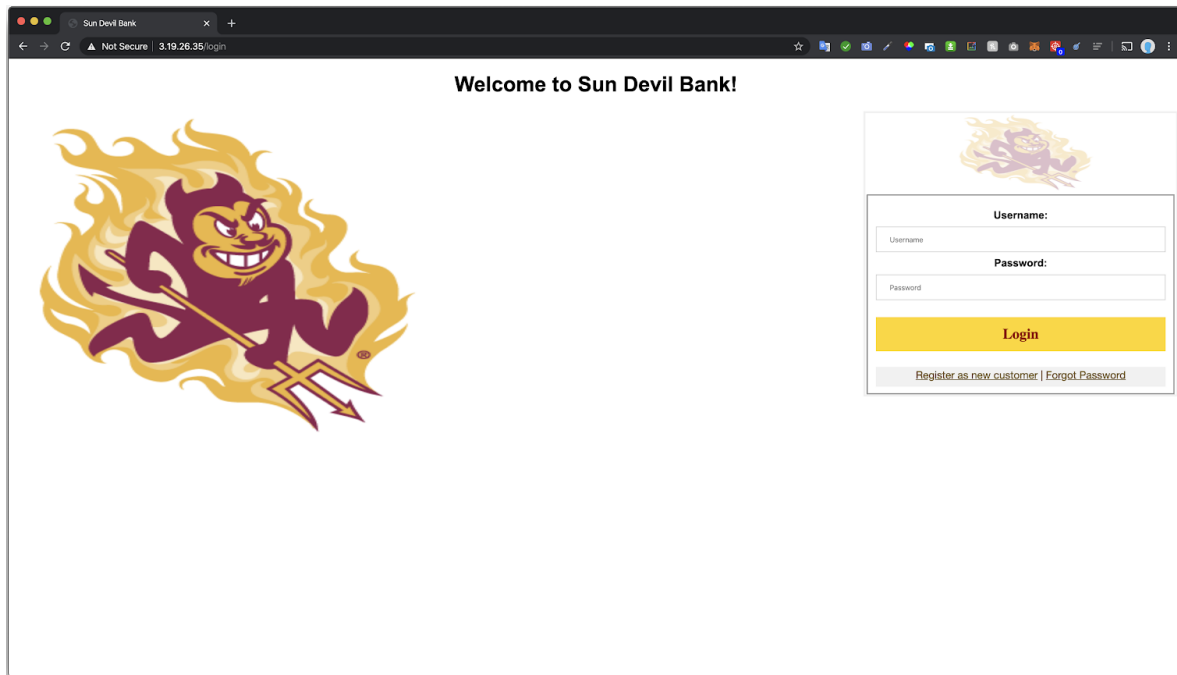 Sun Devil Bank
Not Secure | 3.19.26.35/login
Welcome to Sun Devil Bank!
®
Username:
Username
Password:
Password
Login
Register as new customer | Forgot Password